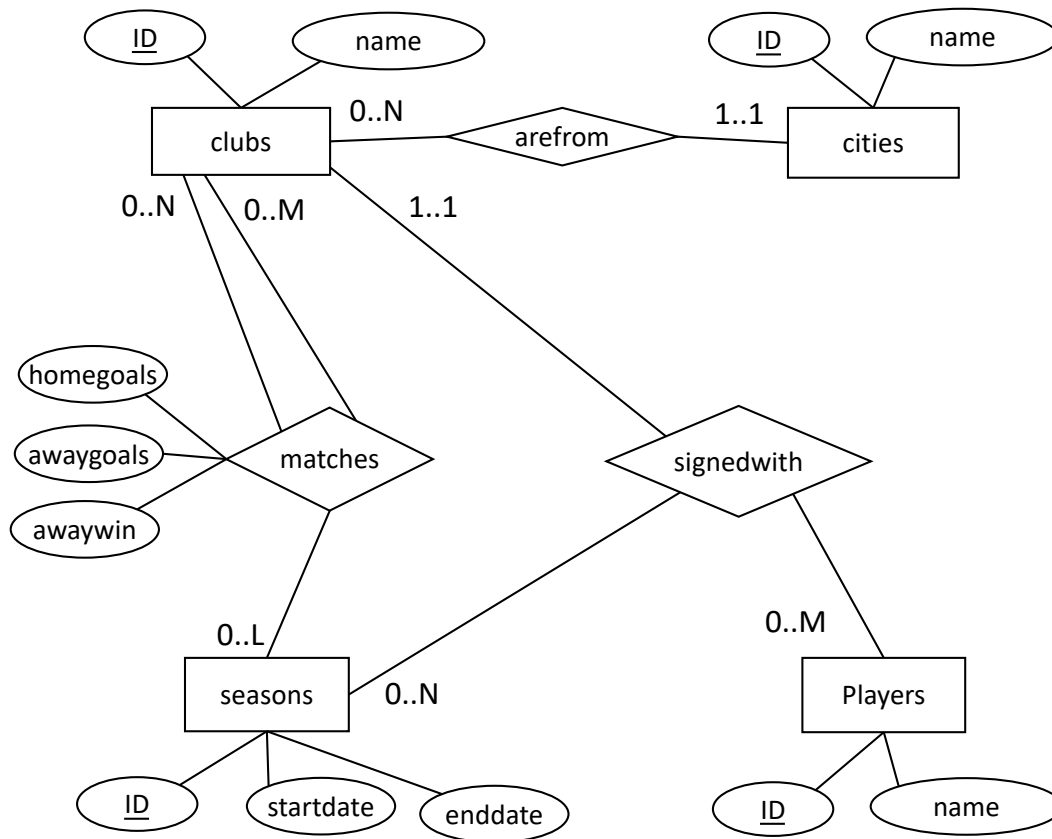 ID
name
ID
name
clubs
0..N
arefrom
1..1
cities
0..N
0..M
1..1
homegoals
awaygoals
awaywin
matches
signedwith
0..L
0..N
0..M
seasons
Players
ID
startdate
enddate
ID
name